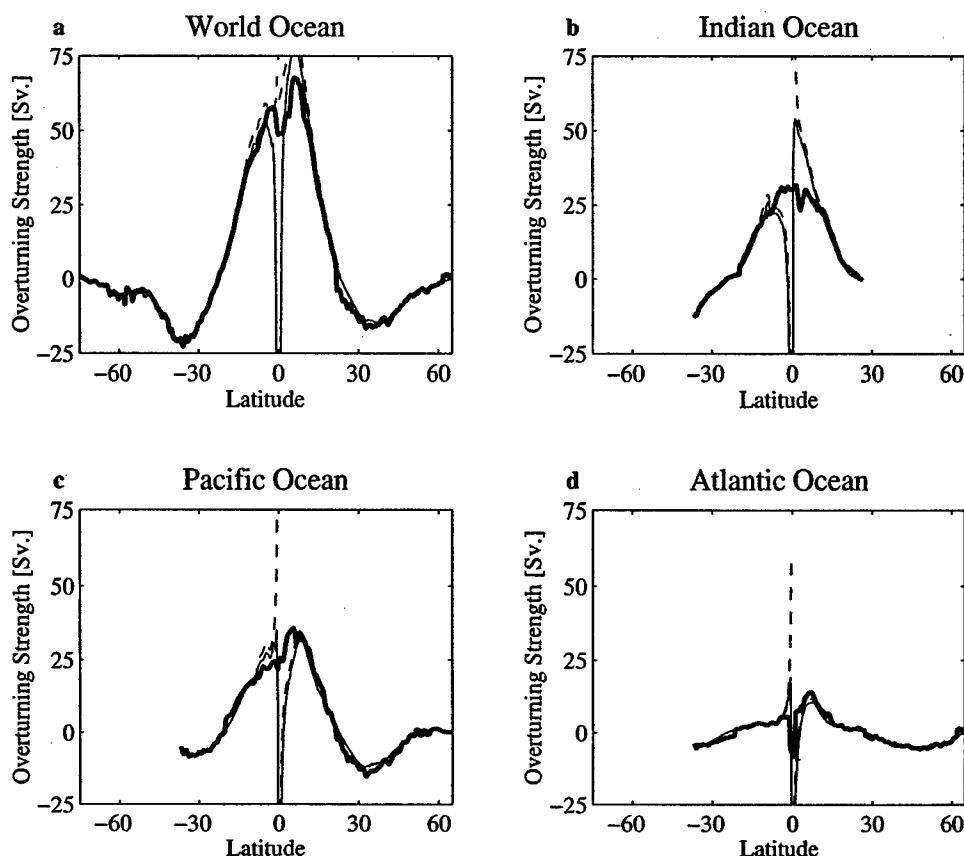 a World Ocean
75
50
25
0
−25
Overturning Strength [Sv.]
−60 −30 0 30 60
Latitude
b Indian Ocean
75
50
25
0
−25
Overturning Strength [Sv.]
−60 −30 0 30 60
Latitude
c Pacific Ocean
75
50
25
0
−25
Overturning Strength [Sv.]
−60 −30 0 30 60
Latitude
d Atlantic Ocean
75
50
25
0
−25
Overturning Strength [Sv.]
−60 −30 0 30 60
Latitude